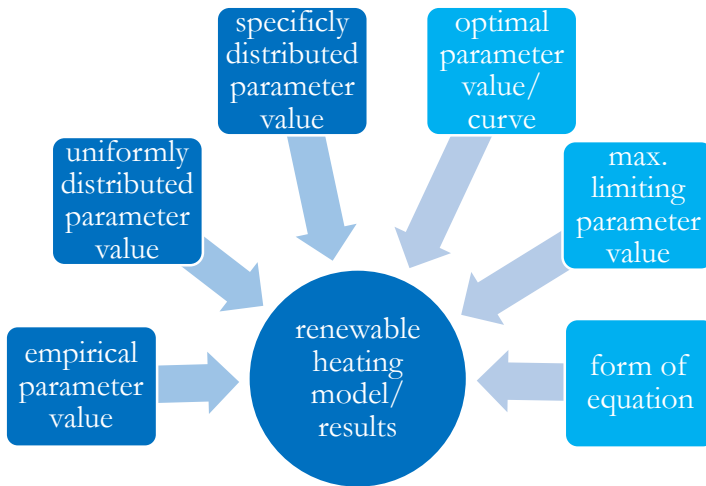 specificly
distributed
parameter
value
optimal
parameter
value/
curve
uniformly
distributed
parameter
value
max.
limiting
parameter
value
empirical
parameter
value
renewable
heating
model/
results
form of
equation